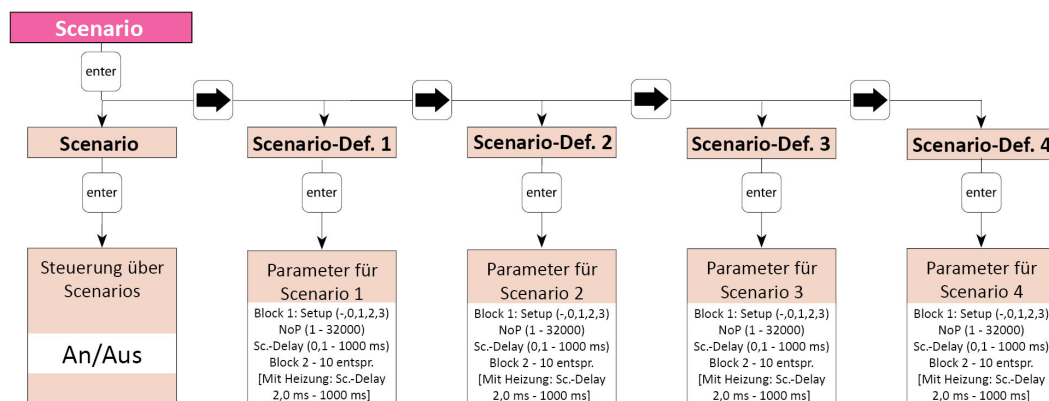 Scenario
enter
Scenario
Scenario-Def. 1
Scenario-Def. 2
Scenario-Def. 3
Scenario-Def. 4
enter
enter
enter
enter
enter
Steuerung über
Scenarios
An/Aus
Parameter für
Scenario 1
Block 1: Setup (-,0,1,2,3)
NoP (1 - 32000)
Sc.-Delay (0,1 - 1000 ms)
Block 2 - 10 entspr.
[Mit Heizung: Sc.-Delay
2,0 ms - 1000 ms]
Parameter für
Scenario 2
Block 1: Setup (-,0,1,2,3)
NoP (1 - 32000)
Sc.-Delay (0,1 - 1000 ms)
Block 2 - 10 entspr.
[Mit Heizung: Sc.-Delay
2,0 ms - 1000 ms]
Parameter für
Scenario 3
Block 1: Setup (-,0,1,2,3)
NoP (1 - 32000)
Sc.-Delay (0,1 - 1000 ms)
Block 2 - 10 entspr.
[Mit Heizung: Sc.-Delay
2,0 ms - 1000 ms]
Parameter für
Scenario 4
Block 1: Setup (-,0,1,2,3)
NoP (1 - 32000)
Sc.-Delay (0,1 - 1000 ms)
Block 2 - 10 entspr.
[Mit Heizung: Sc.-Delay
2,0 ms - 1000 ms]